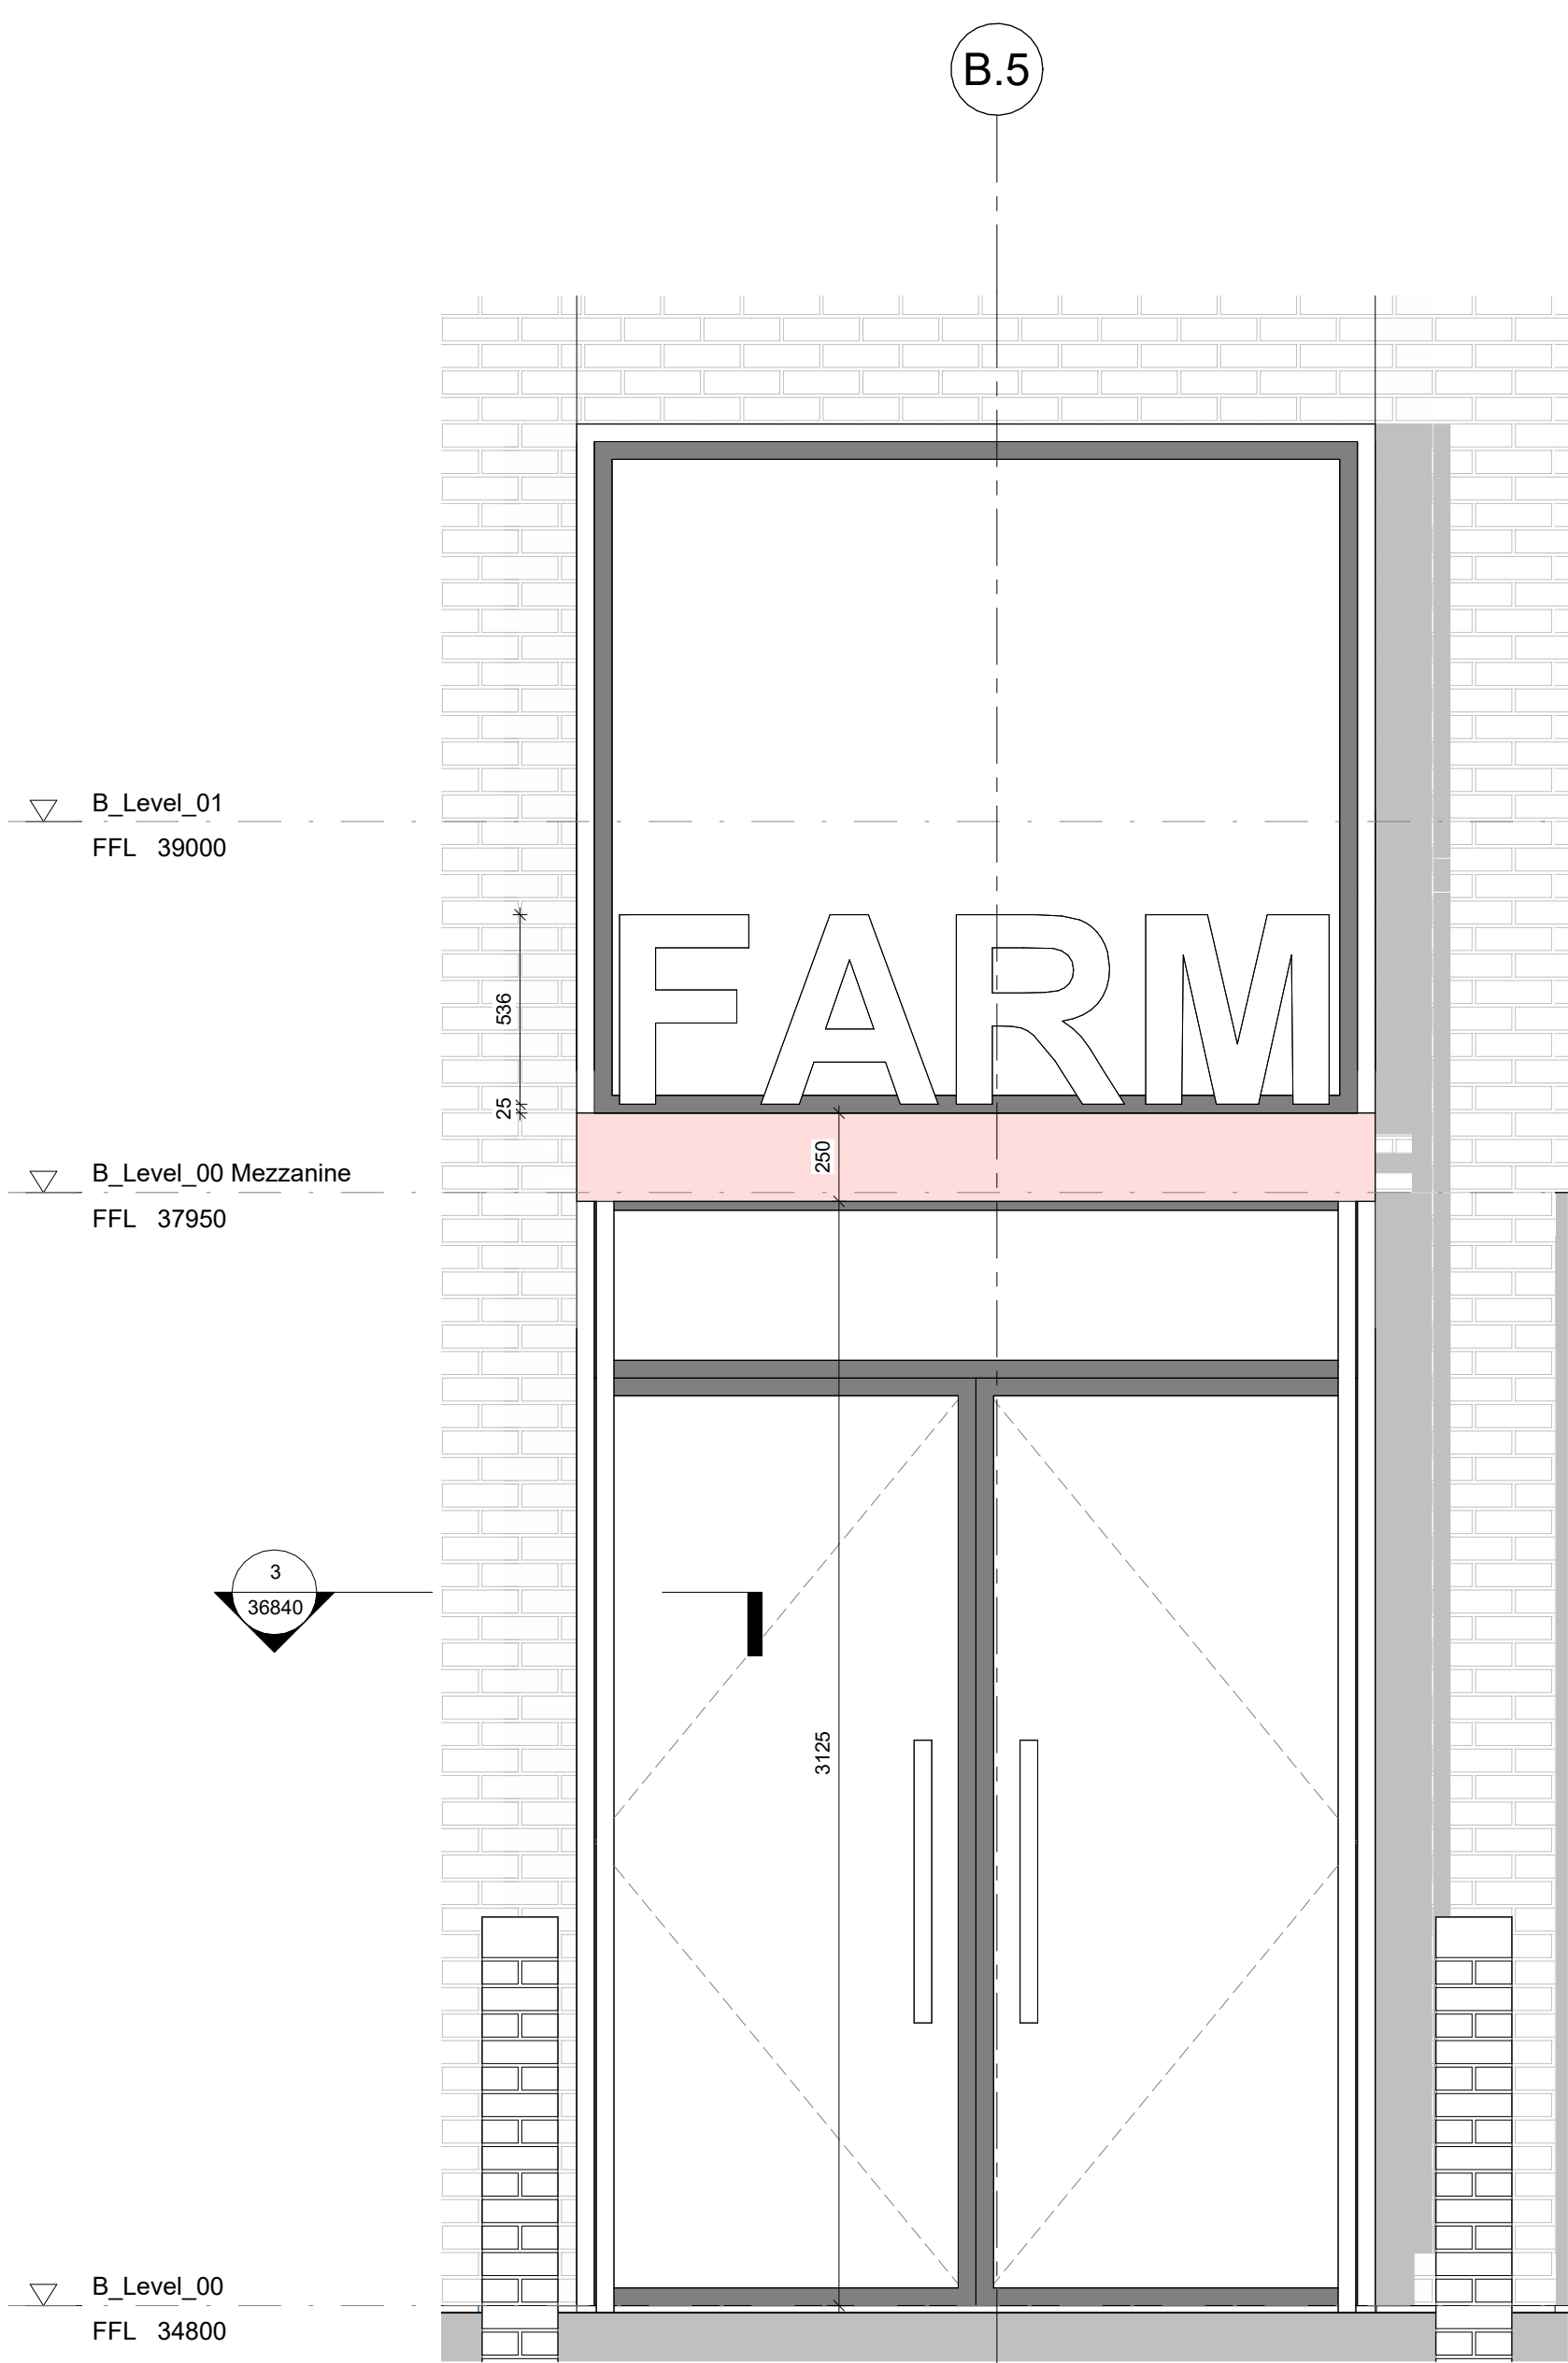 B.5
B_Level_01
FFL 39000
FARM
536
25
250
B_Level_00 Mezzanine
FFL 37950
3
36840
3125
B_Level_00
FFL 34800